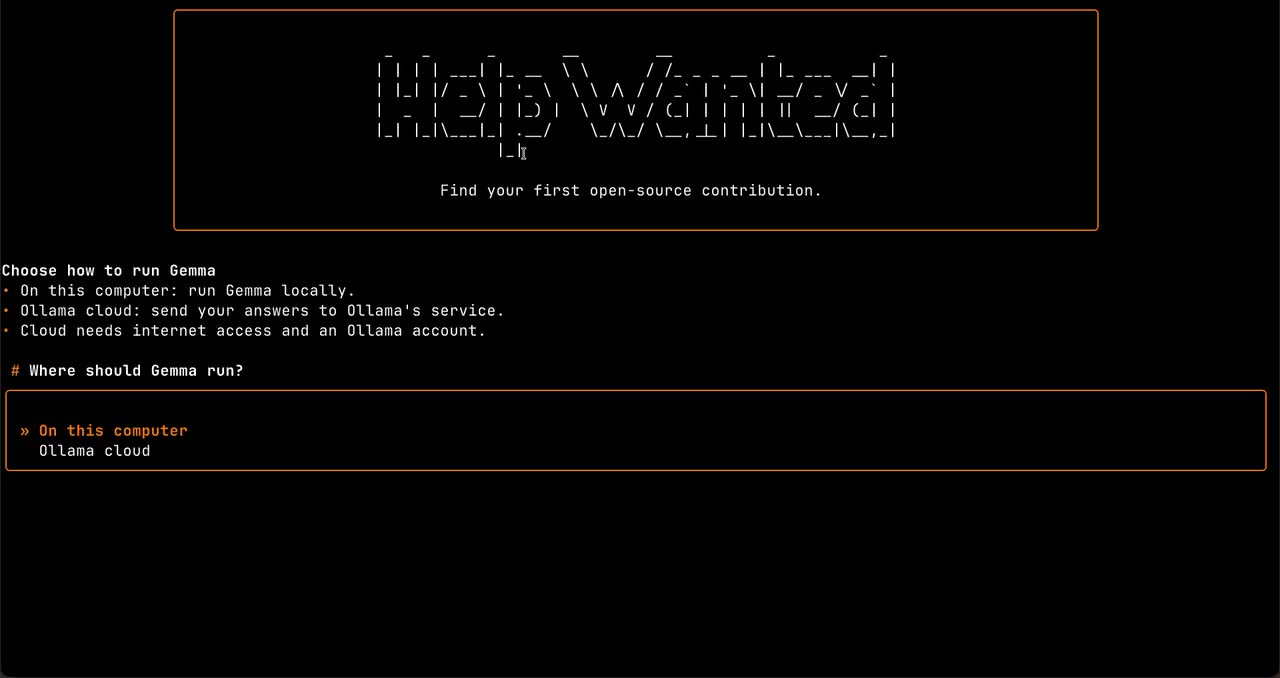 Help Wanted
Find your first open-source contribution.
Choose how to run Gemma
• On this computer: run Gemma locally.
• Ollama cloud: send your answers to Ollama's service.
• Cloud needs internet access and an Ollama account.
# Where should Gemma run?
» On this computer
Ollama cloud